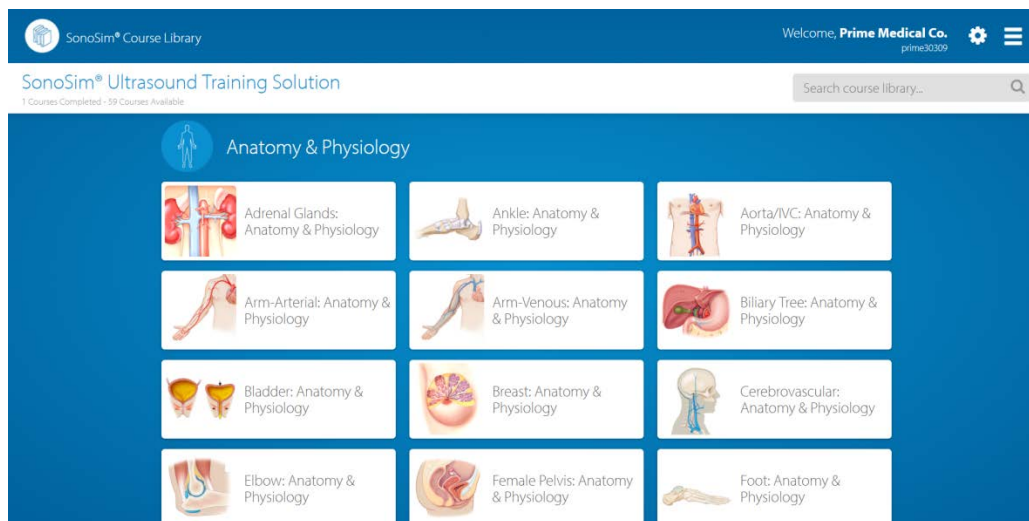 SonoSim® Course Library
Welcome, Prime Medical Co.
prime30309
SonoSim® Ultrasound Training Solution
1 Courses Completed - 59 Courses Available
Search course library...
Anatomy & Physiology
Adrenal Glands:
Anatomy & Physiology
Ankle: Anatomy &
Physiology
Aorta/IVC: Anatomy &
Physiology
Arm-Arterial: Anatomy &
Physiology
Arm-Venous: Anatomy
& Physiology
Biliary Tree: Anatomy &
Physiology
Bladder: Anatomy &
Physiology
Breast: Anatomy &
Physiology
Cerebrovascular:
Anatomy & Physiology
Elbow: Anatomy &
Physiology
Female Pelvis: Anatomy
& Physiology
Foot: Anatomy &
Physiology